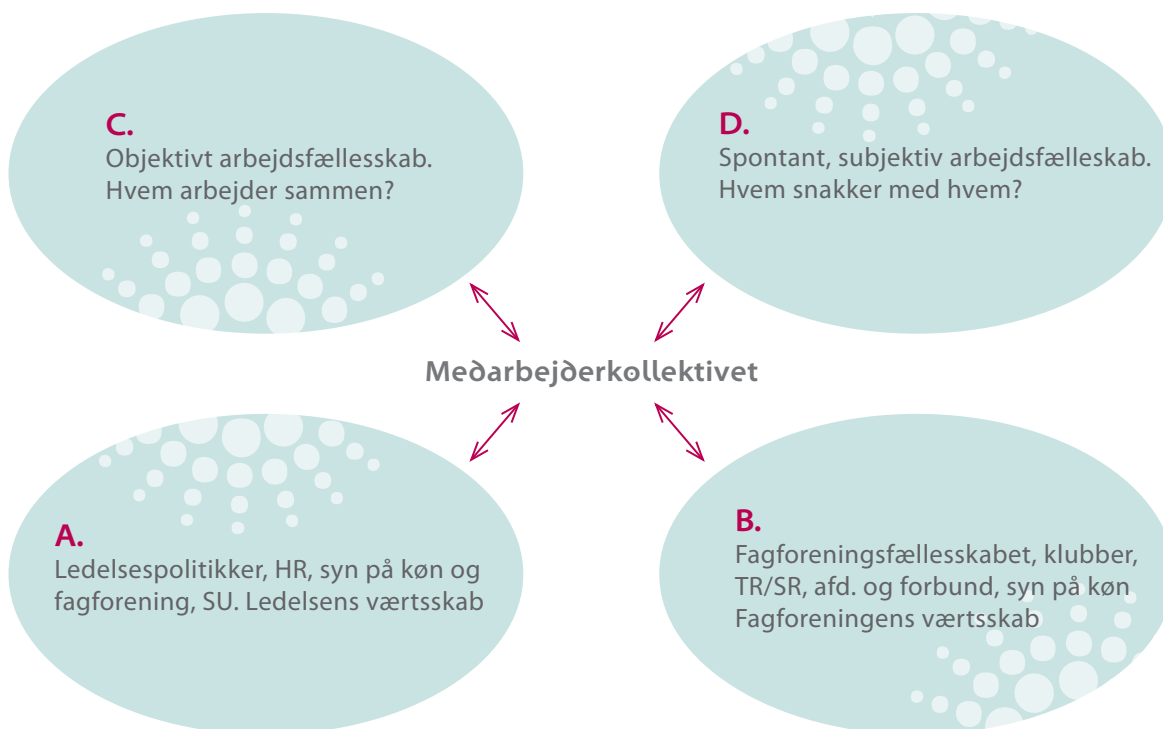 C.
Objektivt arbejdsfællesskab.
Hvem arbejder sammen?
D.
Spontant, subjektiv arbejdsfælleskab.
Hvem snakker med hvem?
Medarbejderkollektivet
A.
Ledelsespolitikker, HR, syn på køn og
fagforening, SU. Ledelsens værtsskab
B.
Fagforeningsfællesskabet, klubber,
TR/SR, afd. og forbund, syn på køn
Fagforeningens værtsskab